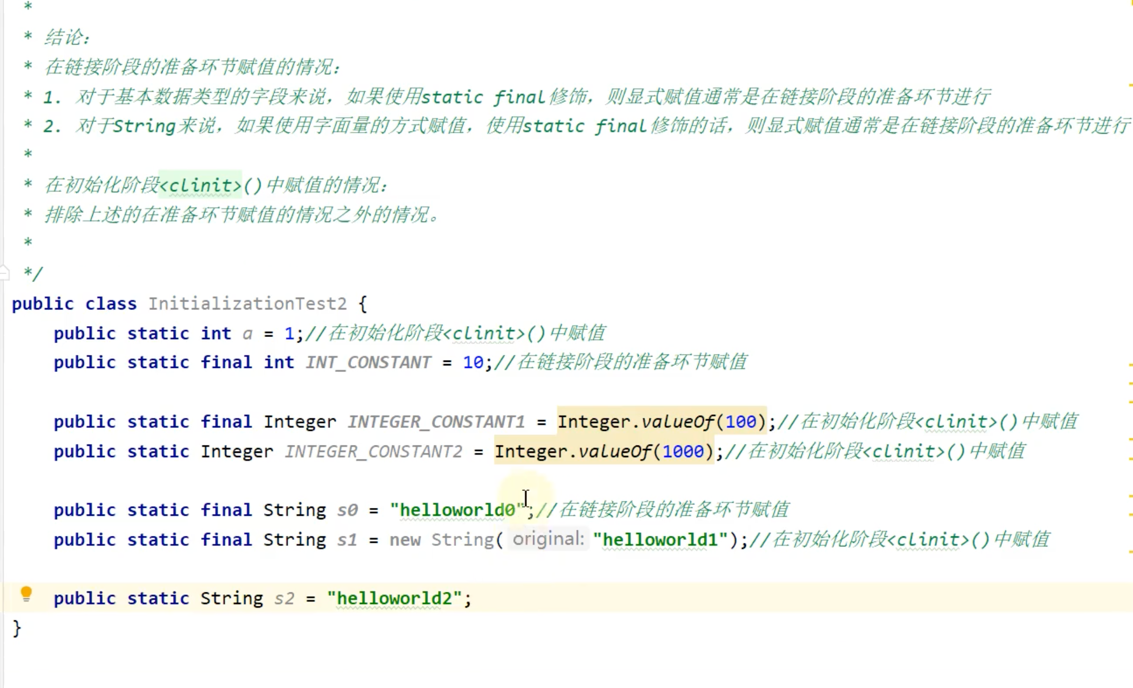 *
* 结论:
* 在链接阶段的准备环节赋值的情况:
* 1. 对于基本数据类型的字段来说，如果使用static final修饰，则显式赋值通常是在链接阶段的准备环节进行
* 2. 对于String来说，如果使用字面量的方式赋值，使用static final修饰的话，则显式赋值通常是在链接阶段的准备环节进行
*
* 在初始化阶段<clinit>()中赋值的情况:
* 排除上述的在准备环节赋值的情况之外的情况。
*
*/
public class InitializationTest2 {
public static int a = 1;//在初始化阶段<clinit>()中赋值
public static final int INT_CONSTANT = 10;//在链接阶段的准备环节赋值
public static final Integer INTEGER_CONSTANT1 = Integer.valueOf(100);//在初始化阶段<clinit>()中赋值
public static Integer INTEGER_CONSTANT2 = Integer.valueOf(1000);//在初始化阶段<clinit>()中赋值
public static final String s0 = "helloworld0";//在链接阶段的准备环节赋值
public static final String s1 = new String( original: "helloworld1");//在初始化阶段<clinit>()中赋值
public static String s2 = "helloworld2";
}